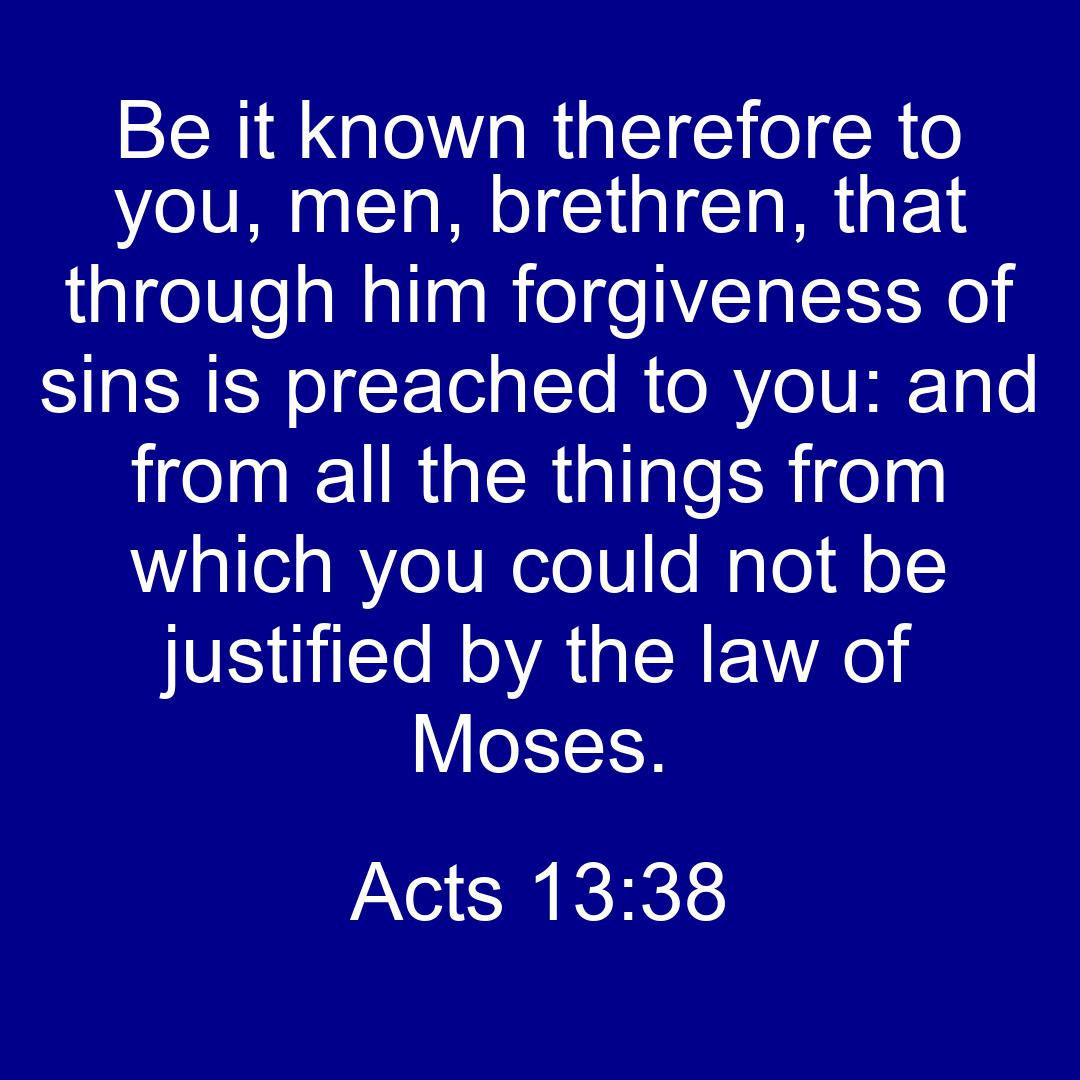 Be it known therefore to
you, men, brethren, that
through him forgiveness of
sins is preached to you: and
from all the things from
which you could not be
justified by the law of
Moses.
Acts 13:38